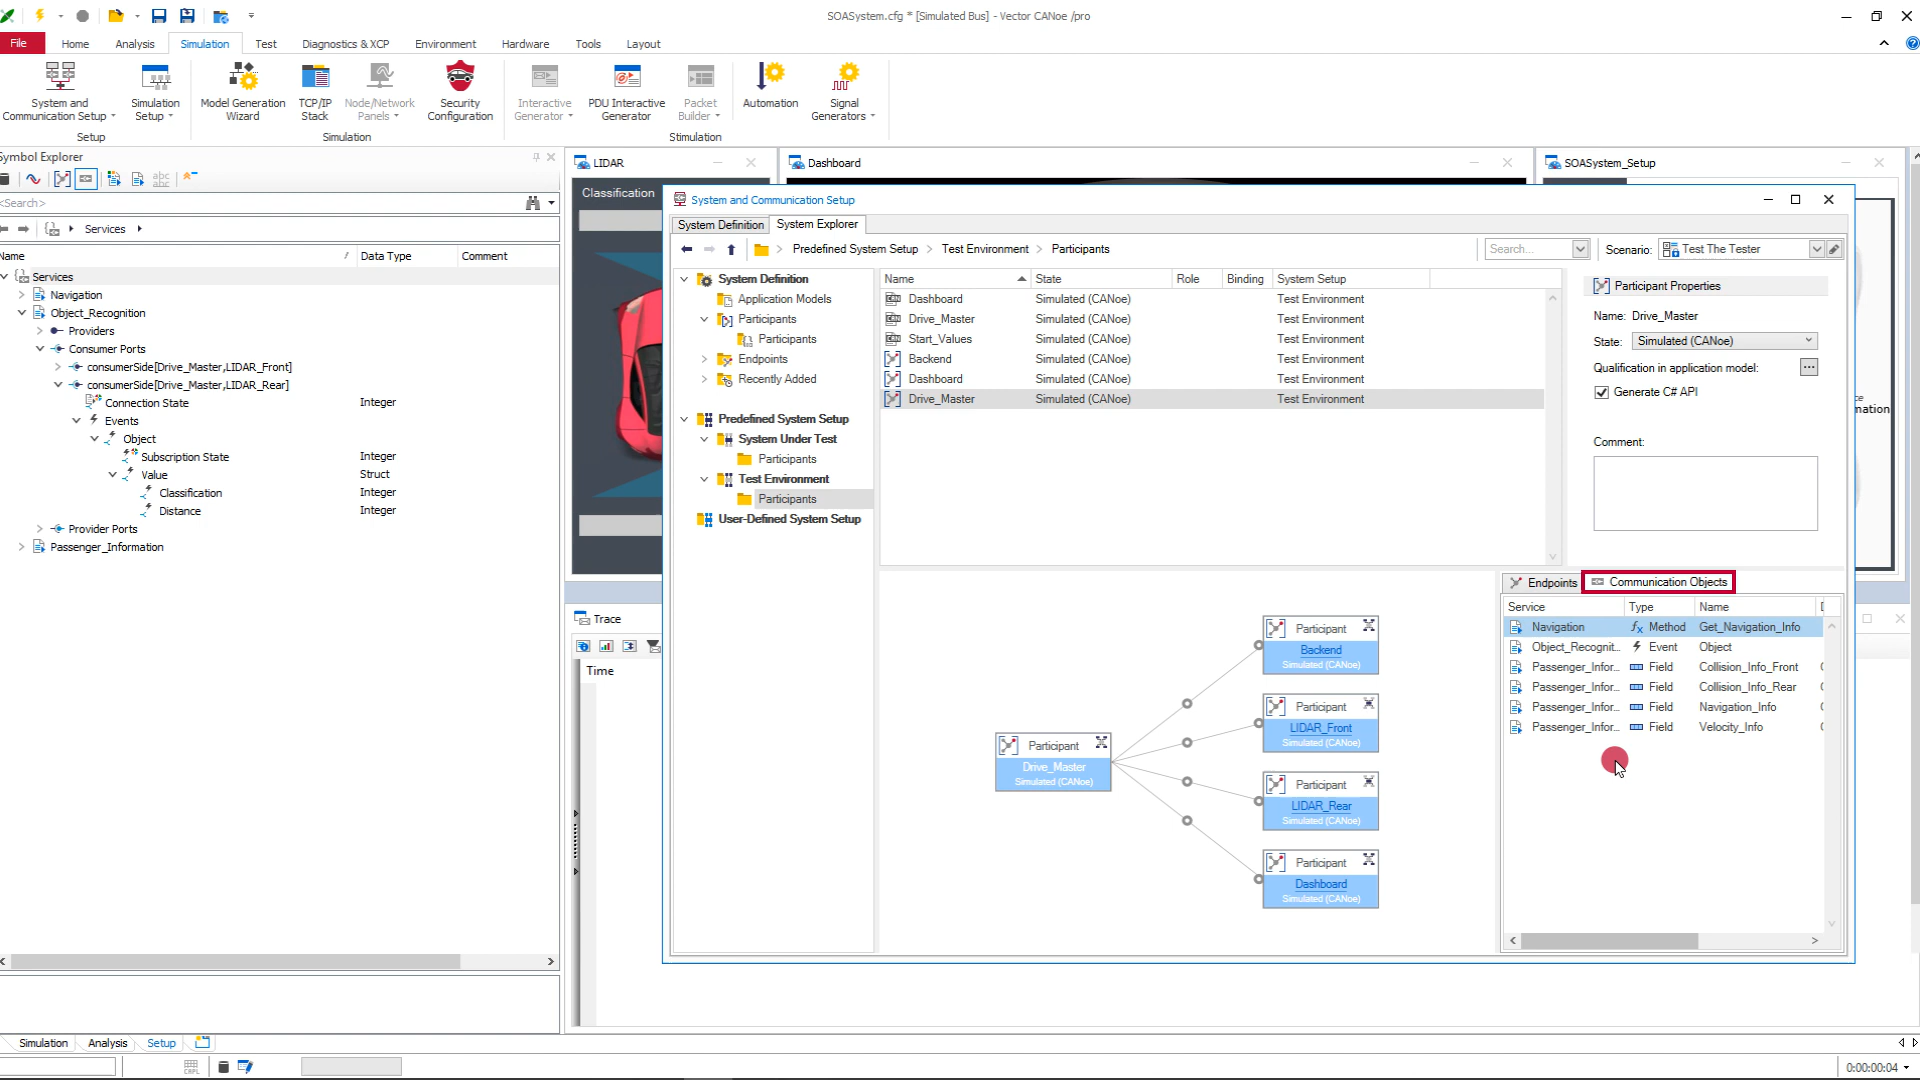 SOASystem.cfg * [Simulated Bus] - Vector CANoe /pro
File Home Analysis Simulation Test Diagnostics & XCP Environment Hardware Tools Layout
System and Communication Setup
Simulation Setup
Model Generation Wizard
TCP/IP Stack
Node/Network Panels
Security Configuration
Interactive Generator
PDU Interactive Generator
Packet Builder
Automation
Signal Generators
Setup Simulation Stimulation
Symbol Explorer
abc
<Search>
Services
Name Data Type Comment
Services
Navigation
Object_Recognition
Providers
Consumer Ports
consumerSide[Drive_Master,LIDAR_Front]
consumerSide[Drive_Master,LIDAR_Rear]
Connection State Integer
Events
Object
Subscription State Integer
Value Struct
Classification Integer
Distance Integer
Provider Ports
Passenger_Information
LIDAR
Classification
Dashboard
SOASystem_Setup
System and Communication Setup
System Definition System Explorer
Predefined System Setup > Test Environment > Participants
Search...
Scenario: Test The Tester
System Definition
Application Models
Participants
Participants
Endpoints
Recently Added
Predefined System Setup
System Under Test
Participants
Test Environment
Participants
User-Defined System Setup
Name State Role Binding System Setup
Dashboard Simulated (CANoe) Test Environment
Drive_Master Simulated (CANoe) Test Environment
Start_Values Simulated (CANoe) Test Environment
Backend Simulated (CANoe) Test Environment
Dashboard Simulated (CANoe) Test Environment
Drive_Master Simulated (CANoe) Test Environment
Participant Properties
Name: Drive_Master
State: Simulated (CANoe)
Qualification in application model: ...
Generate C# API
Comment:
Participant
Drive_Master
Simulated (CANoe)
Participant
Backend
Simulated (CANoe)
Participant
LIDAR_Front
Simulated (CANoe)
Participant
LIDAR_Rear
Simulated (CANoe)
Participant
Dashboard
Simulated (CANoe)
Endpoints Communication Objects
Service Type Name
Navigation Method Get_Navigation_Info
Object_Recognit... Event Object
Passenger_Infor... Field Collision_Info_Front
Passenger_Infor... Field Collision_Info_Rear
Passenger_Infor... Field Navigation_Info
Passenger_Infor... Field Velocity_Info
Trace
Time
Simulation Analysis Setup
0:00:00:04